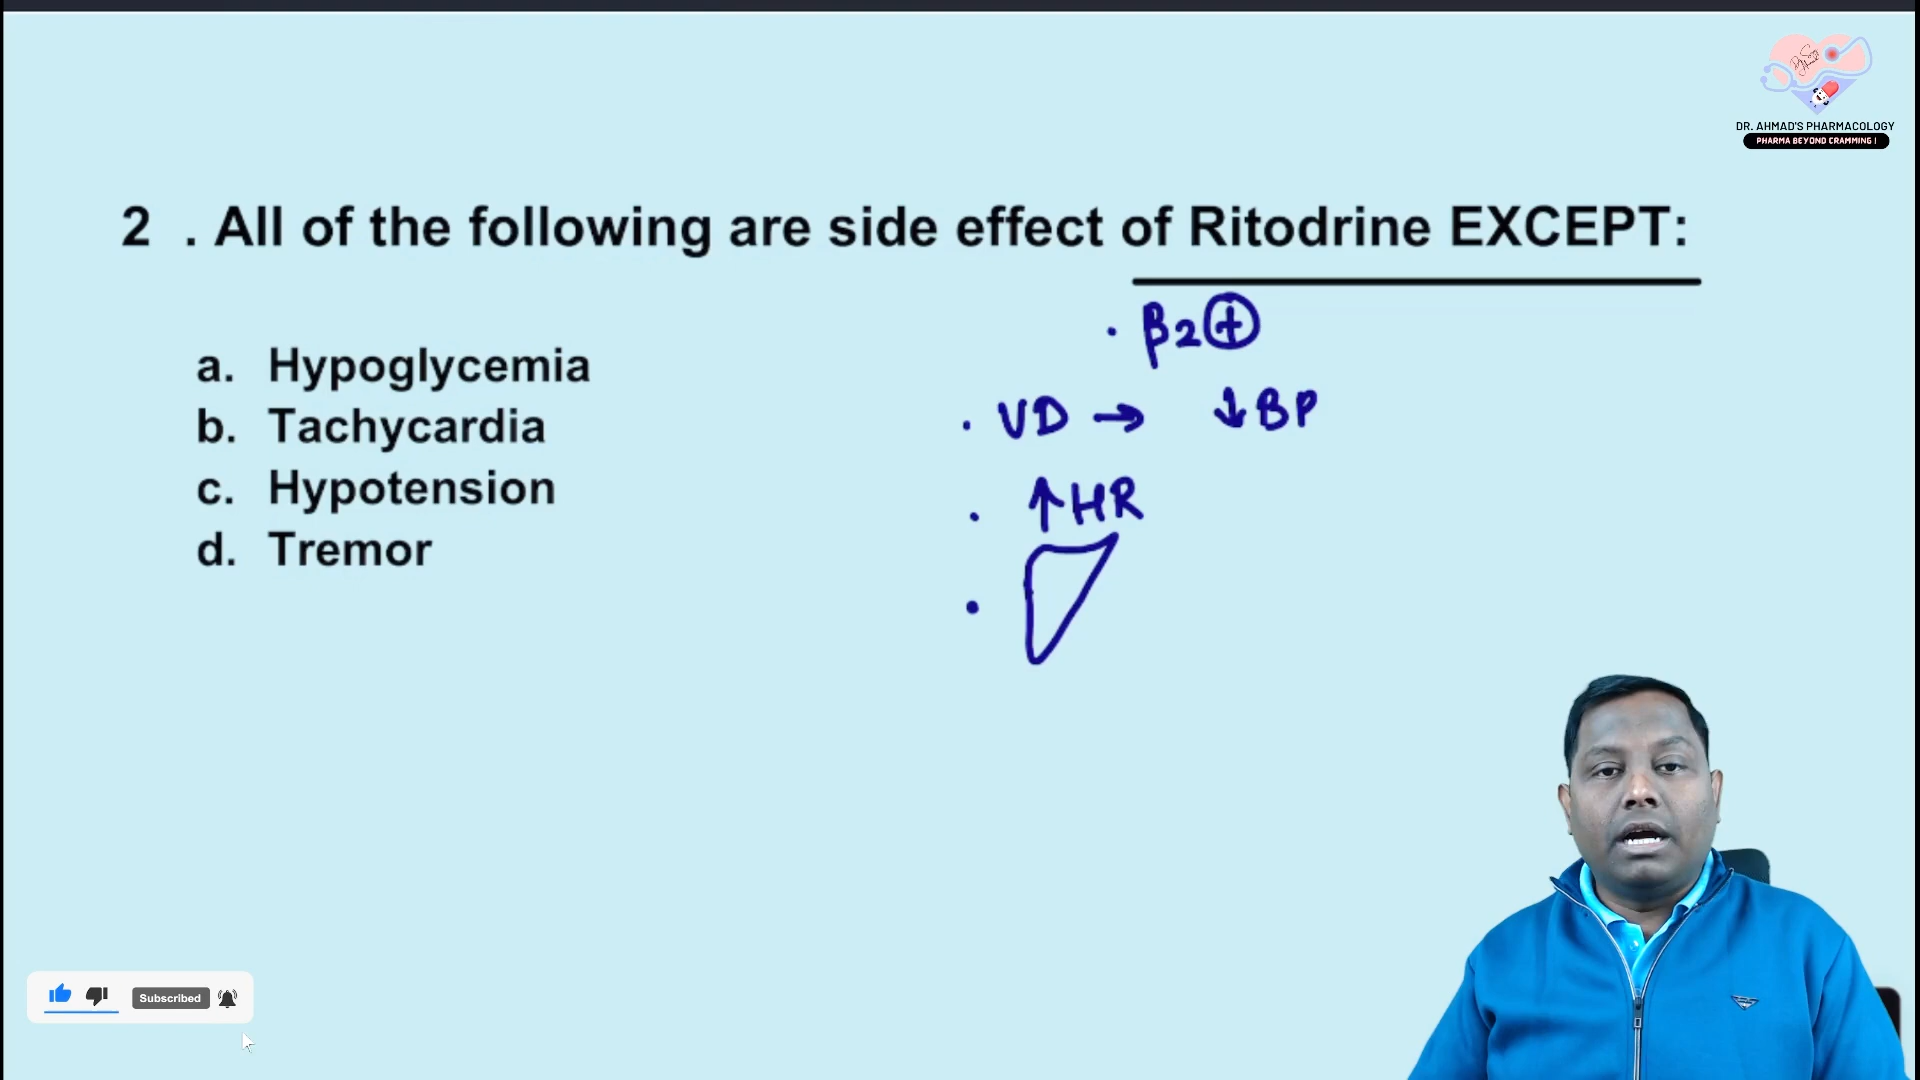 DR. AHMAD'S PHARMACOLOGY
PHARMA BEYOND CRAMMING !
2 . All of the following are side effect of Ritodrine EXCEPT:
a. Hypoglycemia
b. Tachycardia
c. Hypotension
d. Tremor
· β2⊕
· VD → ↓BP
· ↑HR
Subscribed